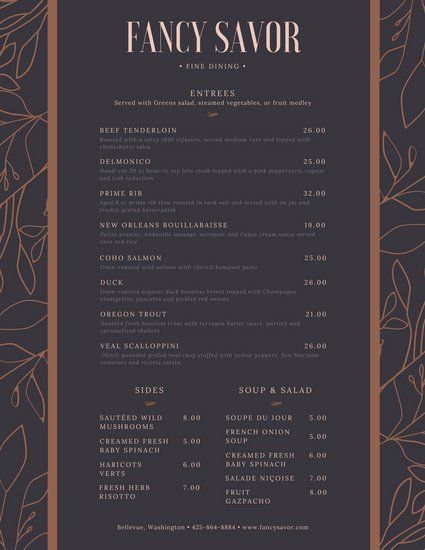 FANCY SAVOR
• FINE DINING •
ENTREES
Served with Greens salad, steamed vegetables, or fruit medley
BEEF TENDERLOIN 26.00
Roasted with a spicy chili infusion, served medium rare and topped with
chimichurri salsa
DELMONICO 25.00
Hand-cut 20 oz bone-in top loin steak topped with a pink peppercorn, cognac
and leek reduction
PRIME RIB 32.00
Aged 8 oz prime rib slow roasted in rock salt and served with au jus and
freshly grated horseradish
NEW ORLEANS BOUILLABAISSE 19.00
Petite prawns, Andouille sausage, mirepoix and Cajun cream sauce served
over red rice
COHO SALMON 25.00
Oven-roasted wild salmon with chervil kumquat pesto
DUCK 26.00
Oven-roasted organic duck boneless breast topped with Champagne
vinaigrette, pancetta and pickled red onions
OREGON TROUT 21.00
Sautéed fresh boneless trout with tarragon butter sauce, parsley and
caramelized shallots
VEAL SCALLOPPINI 26.00
Thinly pounded grilled veal chop stuffed with yellow peppers, San Marzano
tomatoes and ricotta salata
SIDES
SAUTÉED WILD 8.00
MUSHROOMS
CREAMED FRESH 5.00
BABY SPINACH
HARICOTS 6.00
VERTS
FRESH HERB 7.00
RISOTTO
SOUP & SALAD
SOUPE DU JOUR 5.00
FRENCH ONION 5.00
SOUP
CREAMED FRESH 6.00
BABY SPINACH
SALADE NIÇOISE 7.00
FRUIT 8.00
GAZPACHO
Bellevue, Washington • 425-864-8884 • www.fancysavor.com